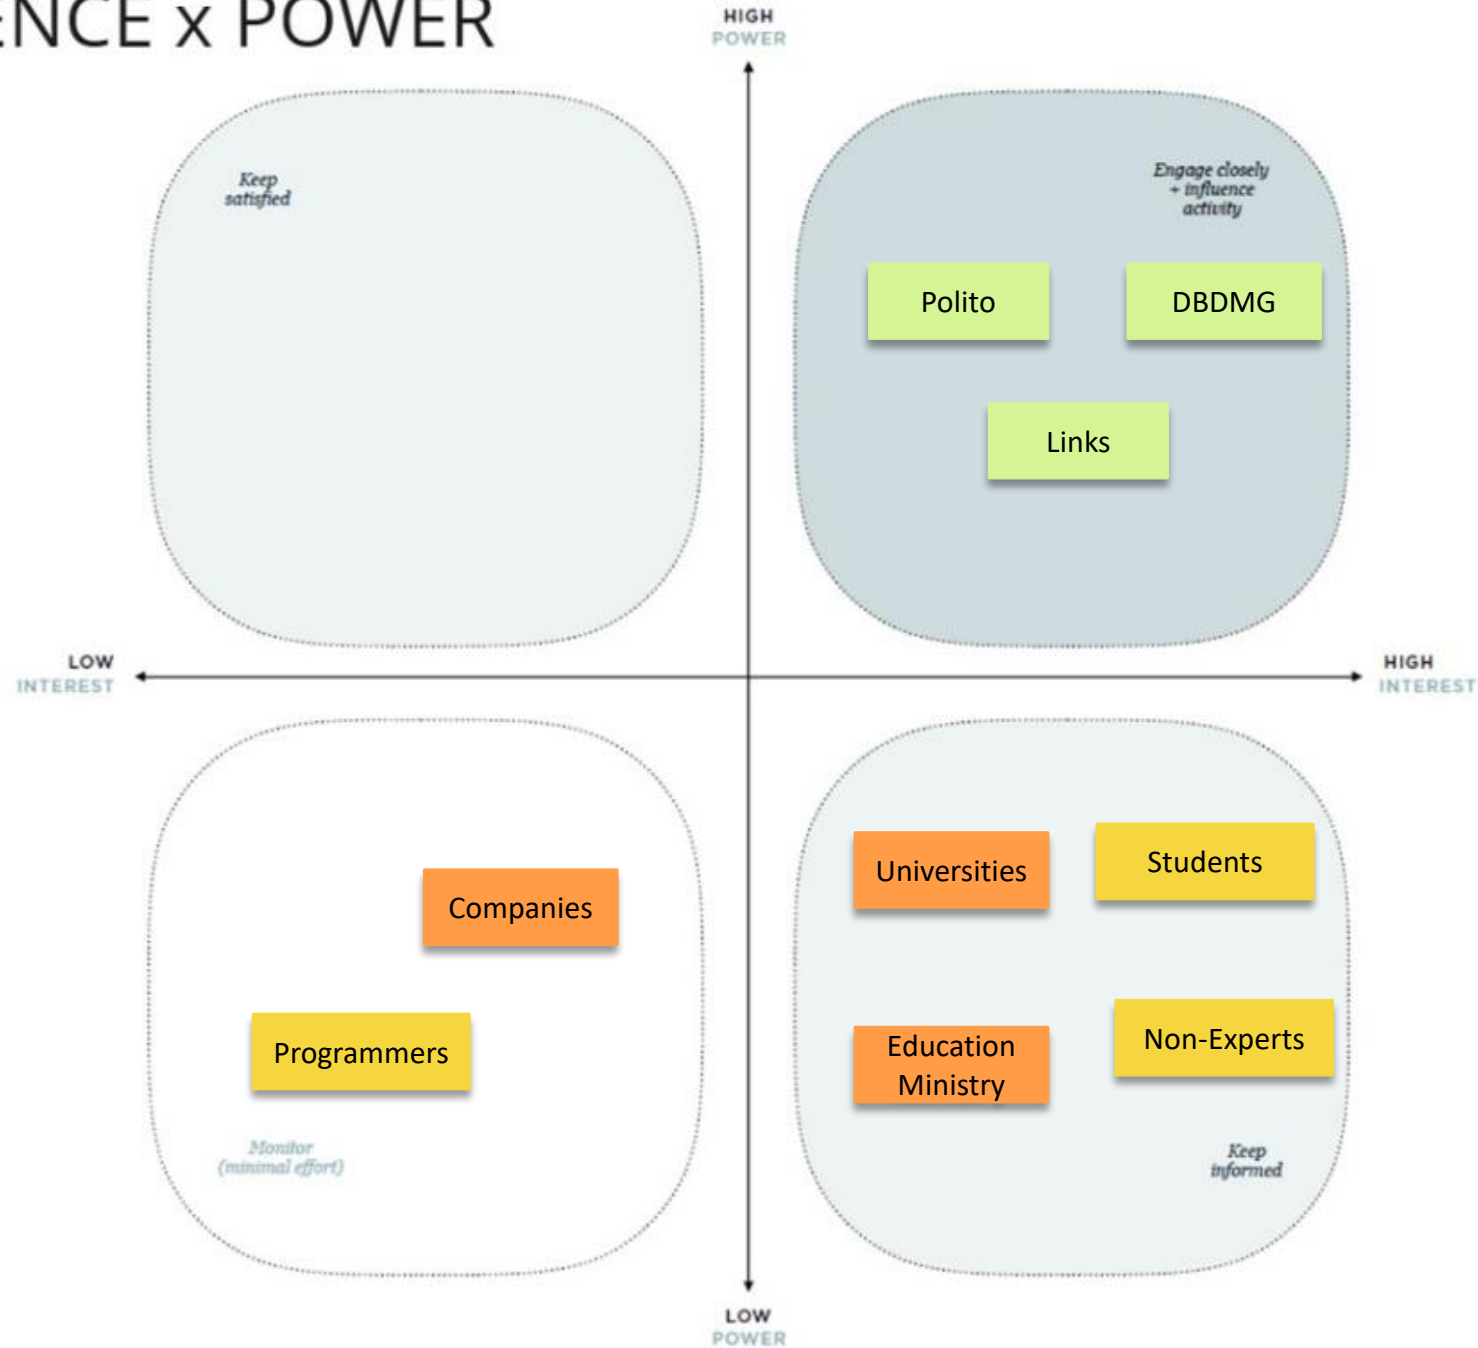 ENCE x POWER
HIGH
POWER
Keep
satisfied
Engage closely
+ influence
activity
Polito
DBDMG
Links
LOW
INTEREST
HIGH
INTEREST
Universities
Students
Companies
Programmers
Education
Ministry
Non-Experts
Monitor
(minimal effort)
Keep
informed
LOW
POWER